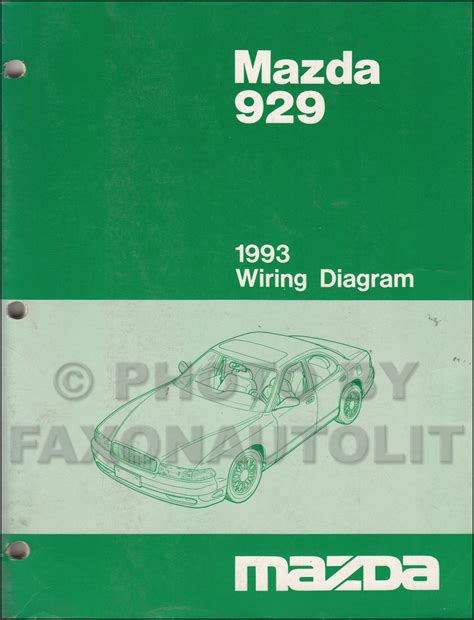 Mazda
929
1993
Wiring Diagram
© PHOTO BY
FAXONAUTOLIT
mazda